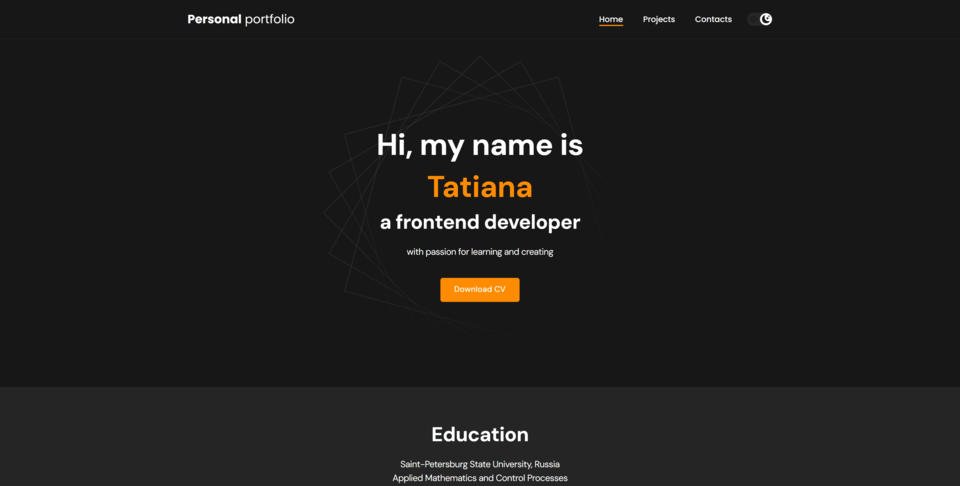 Personal portfolio
Home Projects Contacts
Hi, my name is
Tatiana
a frontend developer
with passion for learning and creating
Download CV
Education
Saint-Petersburg State University, Russia
Applied Mathematics and Control Processes